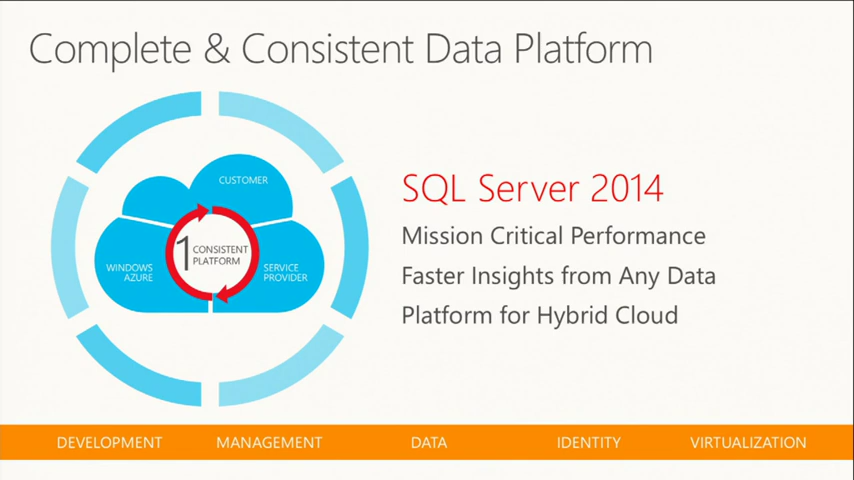 Complete & Consistent Data Platform
CUSTOMER
1 CONSISTENT
PLATFORM
WINDOWS
AZURE
SERVICE
PROVIDER
SQL Server 2014
Mission Critical Performance
Faster Insights from Any Data
Platform for Hybrid Cloud
DEVELOPMENT MANAGEMENT DATA IDENTITY VIRTUALIZATION